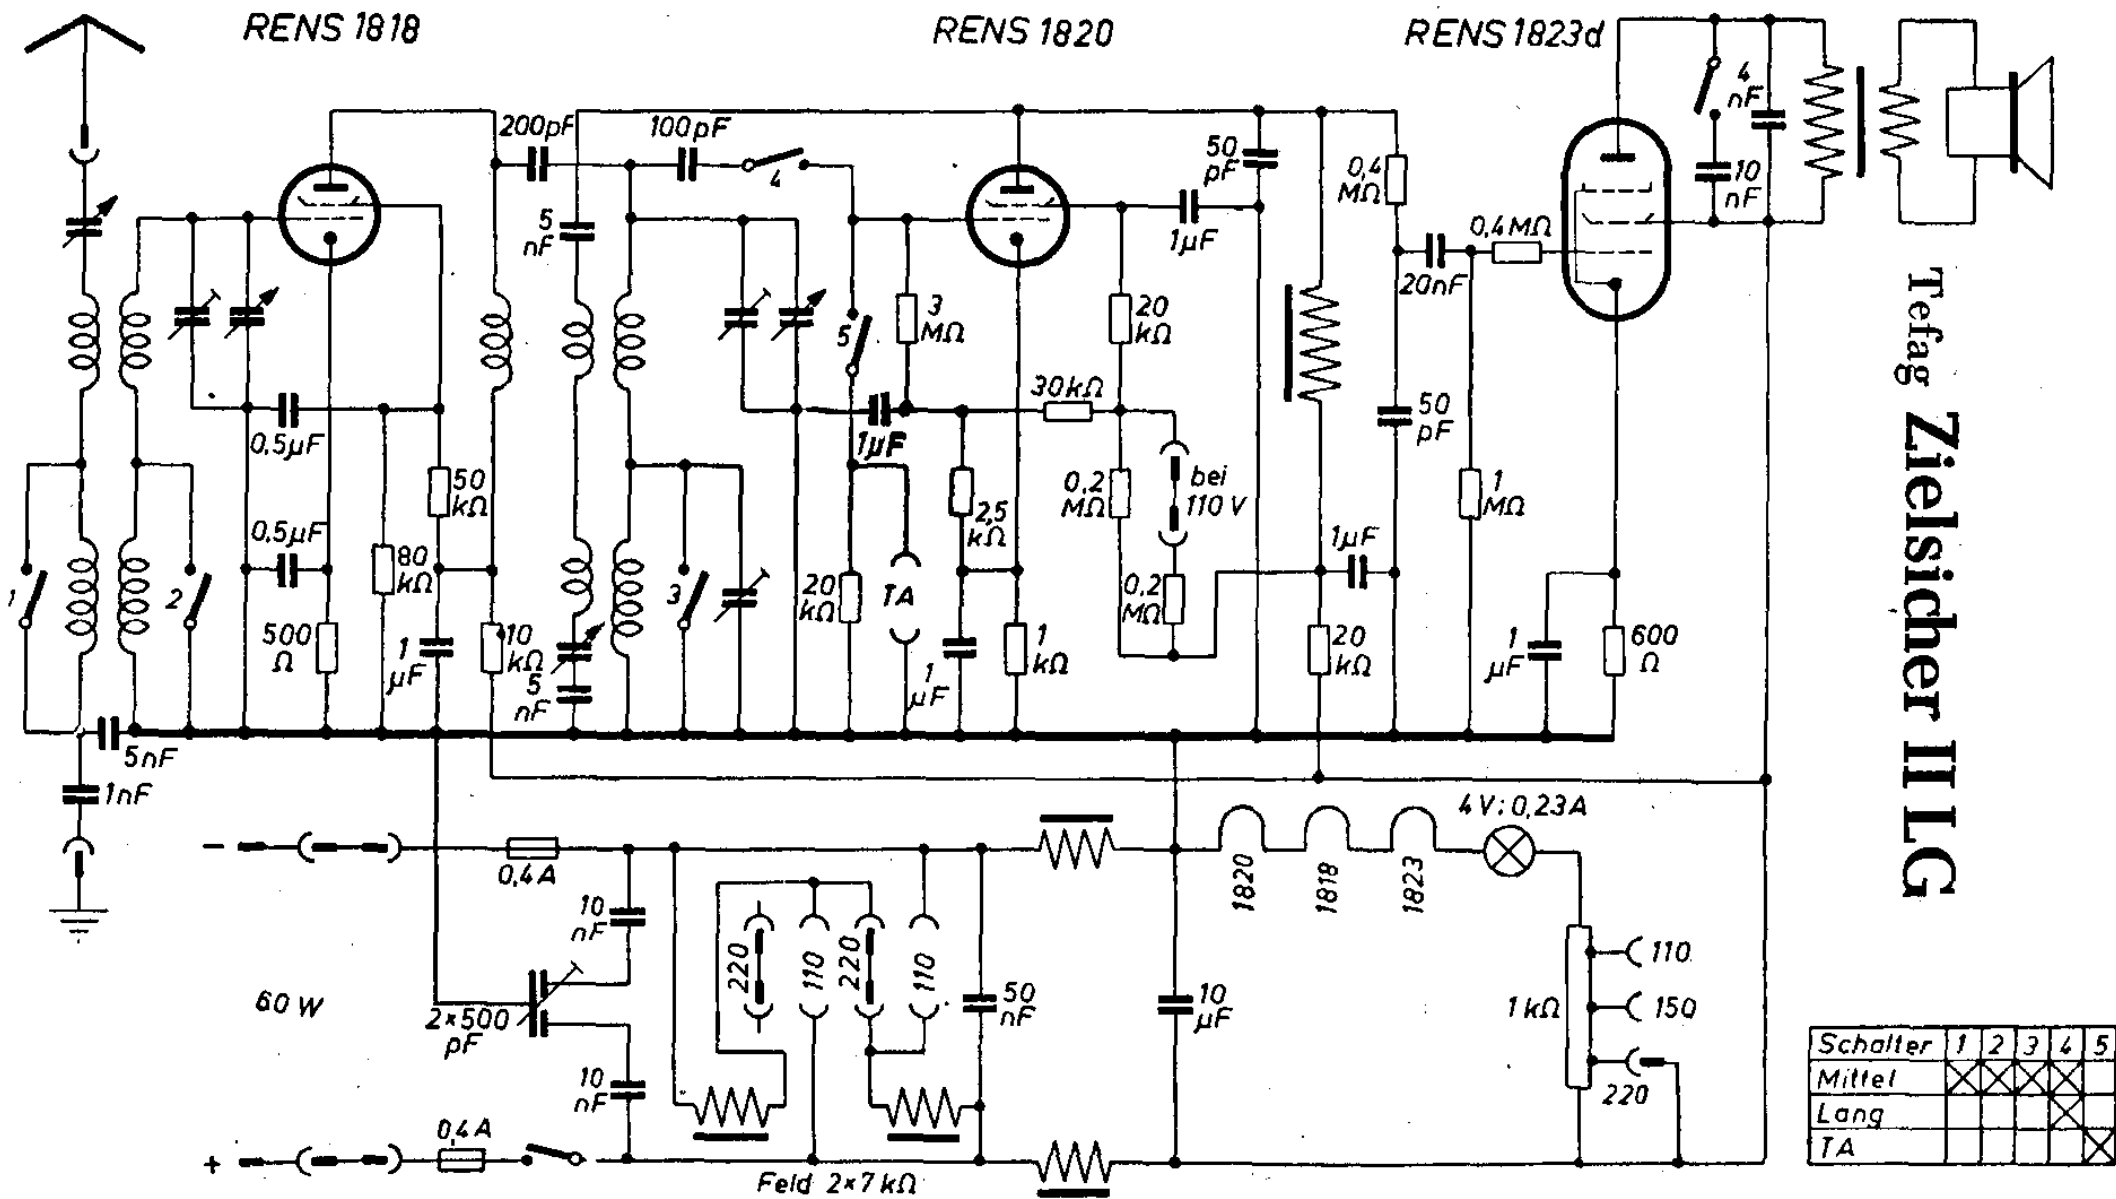 RENS 1818
RENS 1820
RENS 1823d
200pF
100pF
4
5
nF
50
pF
1µF
0,4
MΩ
0,4MΩ
20nF
4
nF
10
nF
0,5µF
50
kΩ
0,5µF
80
kΩ
500
Ω
1
µF
10
kΩ
5
nF
1
2
3
5
3
MΩ
1µF
20
kΩ
TA
2,5
kΩ
1
µF
1
kΩ
20
kΩ
30kΩ
0,2
MΩ
bei
110 V
0,2
MΩ
1µF
20
kΩ
50
pF
1
MΩ
1
µF
600
Ω
5nF
1nF
Tefag Zielsicher II LG
-
0,4A
10
nF
2×500
pF
10
nF
60 W
+
0,4A
220
110
220
110
Feld 2×7kΩ
50
nF
10
µF
1820
1818
1823
4V; 0,23A
1kΩ
110
150
220
Schalter 1 2 3 4 5
Mittel X X X X
Lang X
TA X